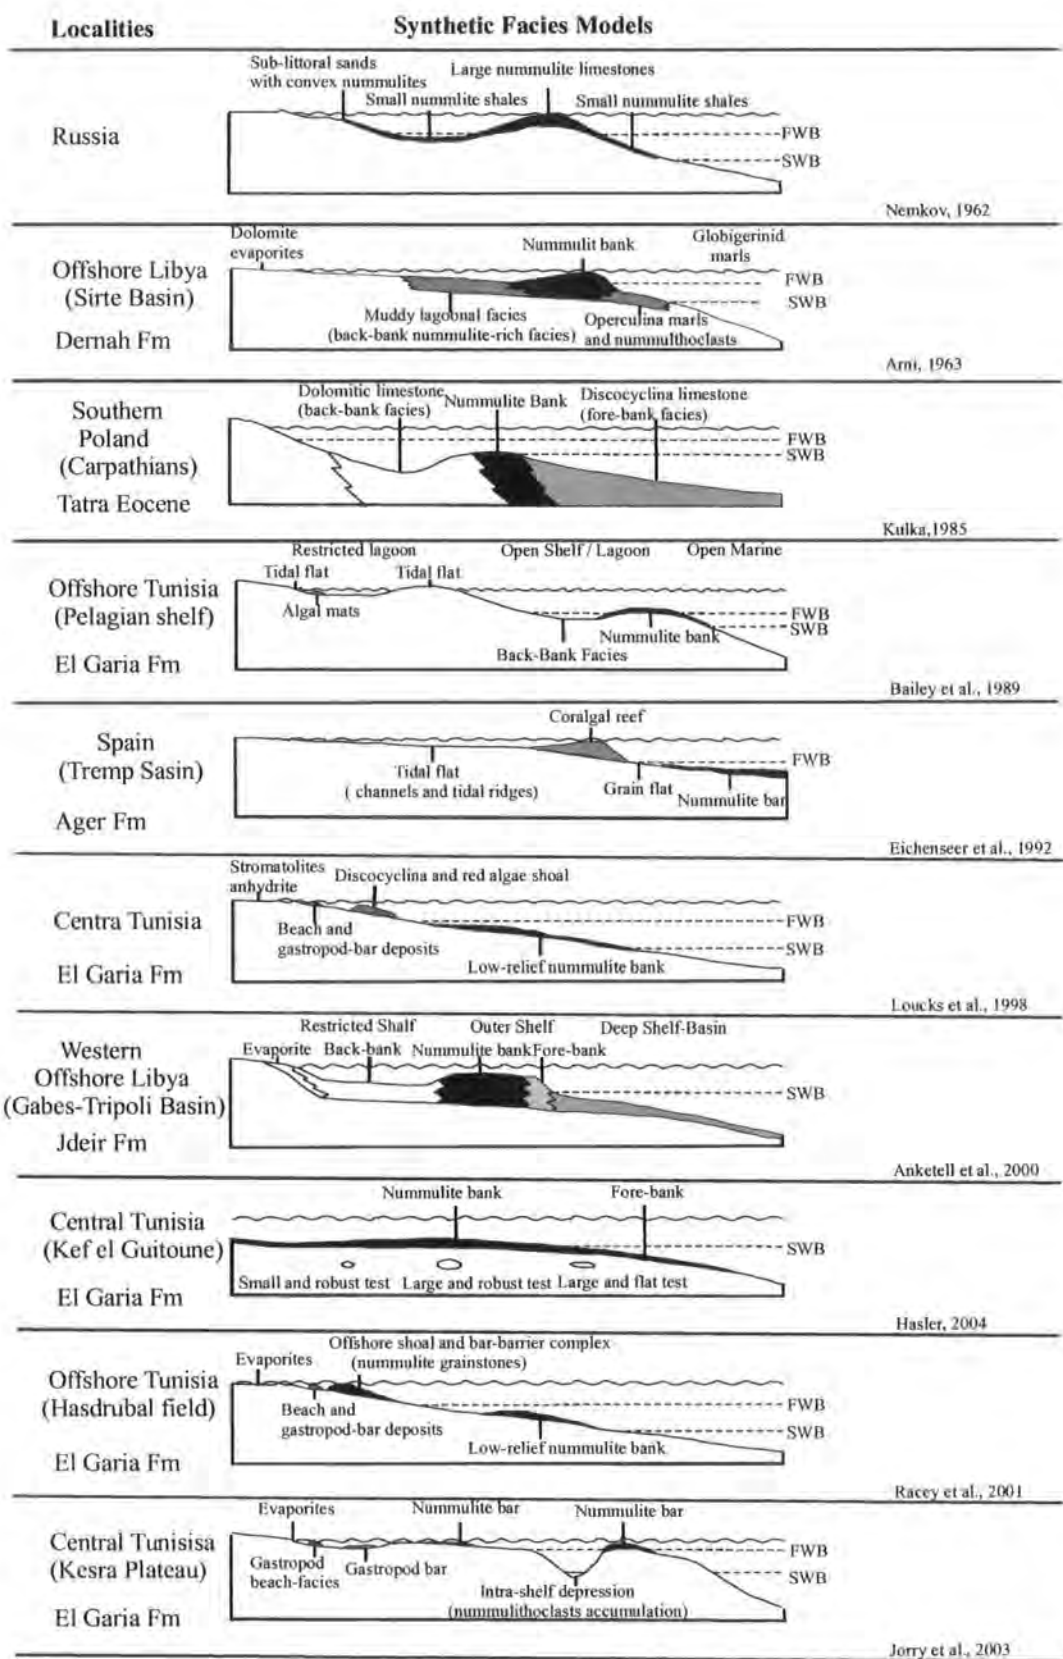 Localities
Synthetic Facies Models
Sub-littoral sands
with convex nummulites
Large nummulite limestones
Small nummlite shales
Small nummulite shales
Russia
FWB
SWB
Nemkov, 1962
Dolomite
evaporites
Nummulit bank
Globigerinid
marls
Offshore Libya
(Sirte Basin)
Dernah Fm
FWB
SWB
Muddy lagoonal facies
(back-bank nummulite-rich facies)
Operculina marls
and nummulthoclasts
Arni, 1963
Southern
Poland
(Carpathians)
Tatra Eocene
Dolomitic limestone
(back-bank facies)
Nummulite Bank
Discocyclina limestone
(fore-bank facies)
FWB
SWB
Kulka,1985
Restricted lagoon
Open Shelf / Lagoon
Open Marine
Tidal flat
Tidal flat
Offshore Tunisia
(Pelagian shelf)
El Garia Fm
Algal mats
FWB
SWB
Nummulite bank
Back-Bank Facies
Bailey et al., 1989
Coralgal reef
Spain
(Tremp Sasin)
Ager Fm
FWB
Tidal flat
( channels and tidal ridges)
Grain flat
Nummulite bar
Eichenseer et al., 1992
Stromatolites
anhydrite
Discocyclina and red algae shoal
Centra Tunisia
El Garia Fm
Beach and
gastropod-bar deposits
FWB
SWB
Low-relief nummulite bank
Loucks et al., 1998
Restricted Shalf
Outer Shelf
Deep Shelf-Basin
Evaporite
Back-bank
Nummulite bank
Fore-bank
Western
Offshore Libya
(Gabes-Tripoli Basin)
Jdeir Fm
SWB
Anketell et al., 2000
Nummulite bank
Fore-bank
Central Tunisia
(Kef el Guitoune)
El Garia Fm
SWB
Small and robust test
Large and robust test
Large and flat test
Hasler, 2004
Offshore shoal and bar-barrier complex
(nummulite grainstones)
Evaporites
Offshore Tunisia
(Hasdrubal field)
El Garia Fm
Beach and
gastropod-bar deposits
FWB
SWB
Low-relief nummulite bank
Racey et al., 2001
Evaporites
Nummulite bar
Nummulite bar
Central Tunisisa
(Kesra Plateau)
El Garia Fm
Gastropod
beach-facies
Gastropod bar
FWB
SWB
Intra-shelf depression
(nummulithoclasts accumulation)
Jorry et al., 2003